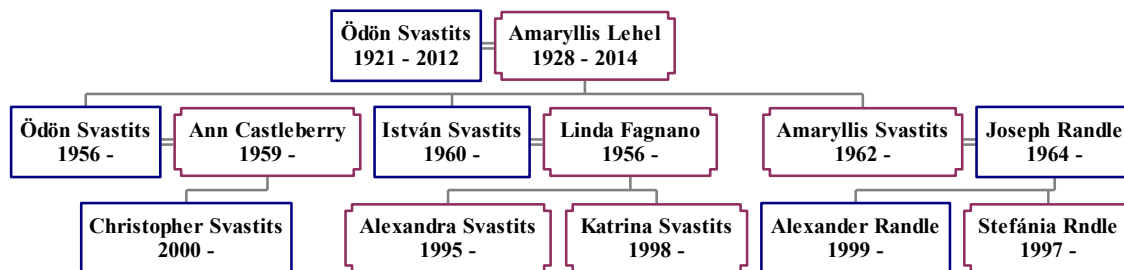 Ödön Svastits
1921 - 2012
Amaryllis Lehel
1928 - 2014
Ödön Svastits
1956 -
Ann Castleberry
1959 -
István Svastits
1960 -
Linda Fagnano
1956 -
Amaryllis Svastits
1962 -
Joseph Randle
1964 -
Christopher Svastits
2000 -
Alexandra Svastits
1995 -
Katrina Svastits
1998 -
Alexander Randle
1999 -
Stefánia Rndle
1997 -